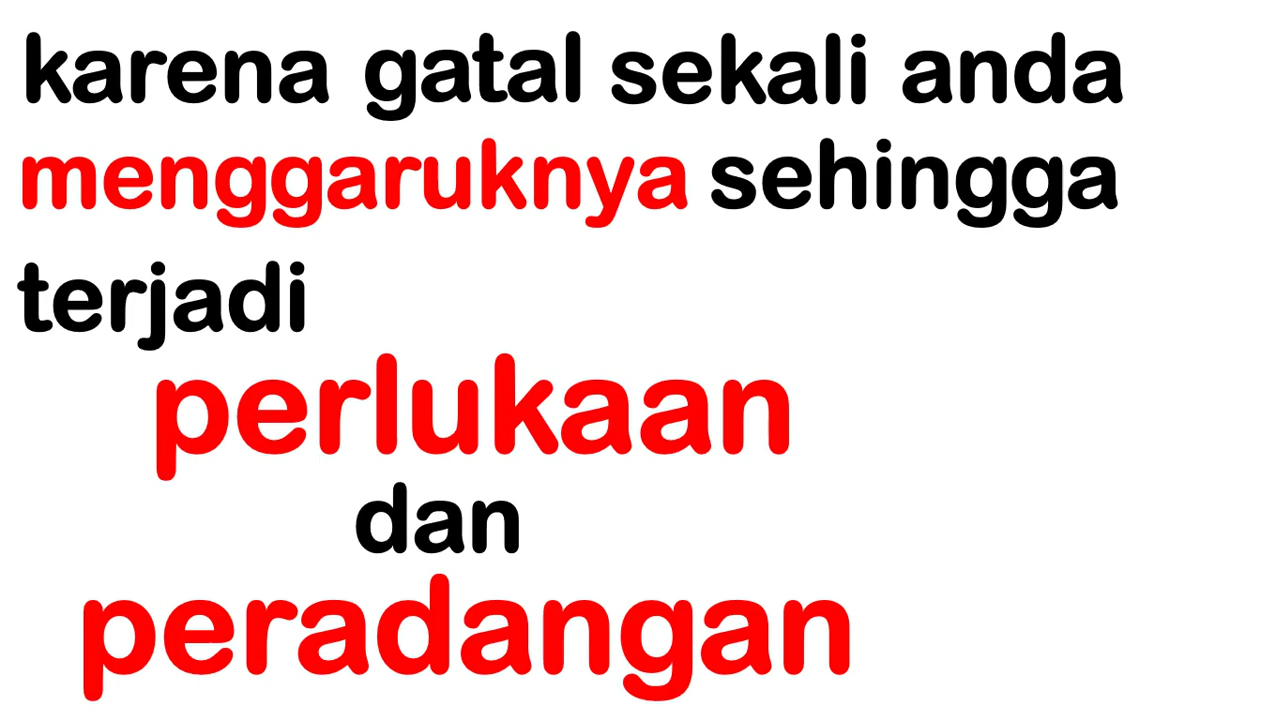 karena gatal sekali anda
menggaruknya sehingga
terjadi
perlukaan
dan
peradangan